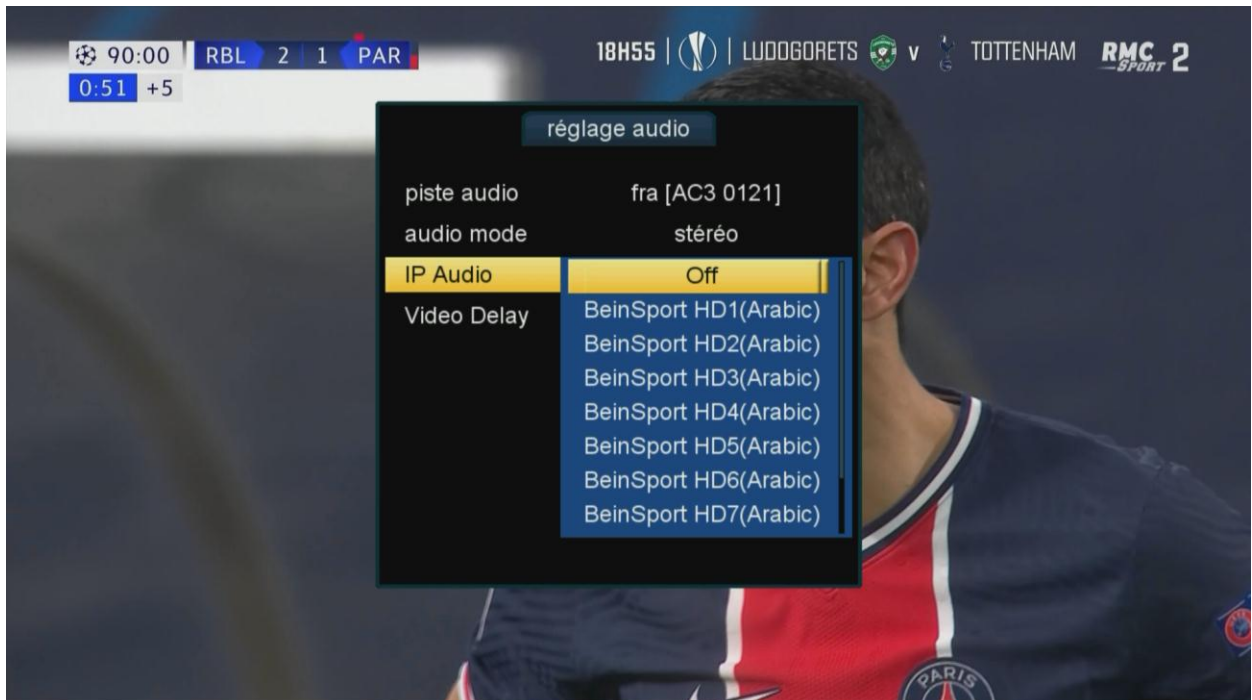 90:00 RBL 2 1 PAR
0:51 +5
18H55 | LUDOGORETS v TOTTENHAM RMC SPORT 2
réglage audio
piste audio fra [AC3 0121]
audio mode stéréo
IP Audio Off
Video Delay BeinSport HD1(Arabic)
BeinSport HD2(Arabic)
BeinSport HD3(Arabic)
BeinSport HD4(Arabic)
BeinSport HD5(Arabic)
BeinSport HD6(Arabic)
BeinSport HD7(Arabic)
PARIS